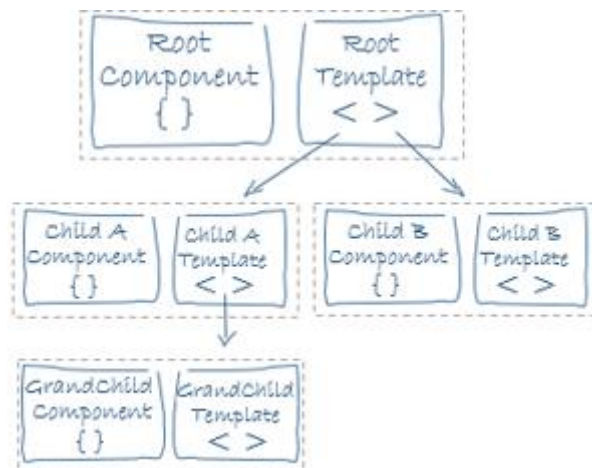 Root
Component
{ }
Root
Template
< >
Child A
Component
{ }
Child A
Template
< >
Child B
Component
{ }
Child B
Template
< >
GrandChild
Component
{ }
GrandChild
Template
< >